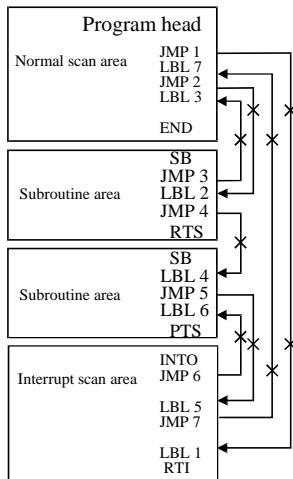 Program head
JMP 1
Normal scan area
LBL 7
JMP 2
LBL 3
END
SB
JMP 3
Subroutine area
LBL 2
JMP 4
RTS
SB
LBL 4
Subroutine area
JMP 5
LBL 6
PTS
INTO
Interrupt scan area
JMP 6
LBL 5
JMP 7
LBL 1
RTI